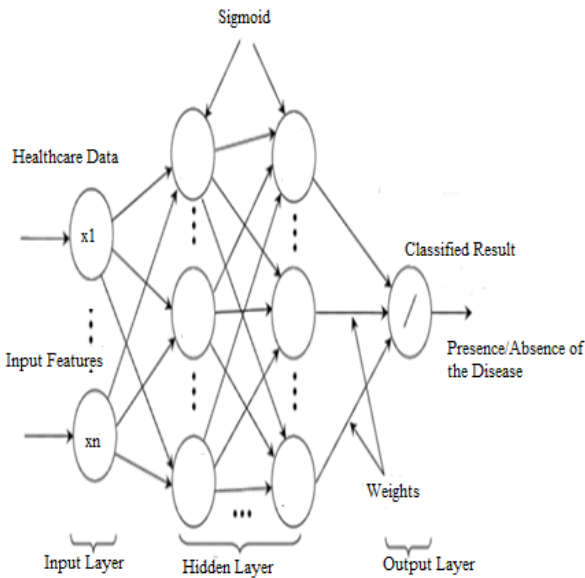 Sigmoid
Healthcare Data
x1
Classified Result
Input Features
Presence/Absence of
the Disease
xn
Weights
Input Layer
Hidden Layer
Output Layer